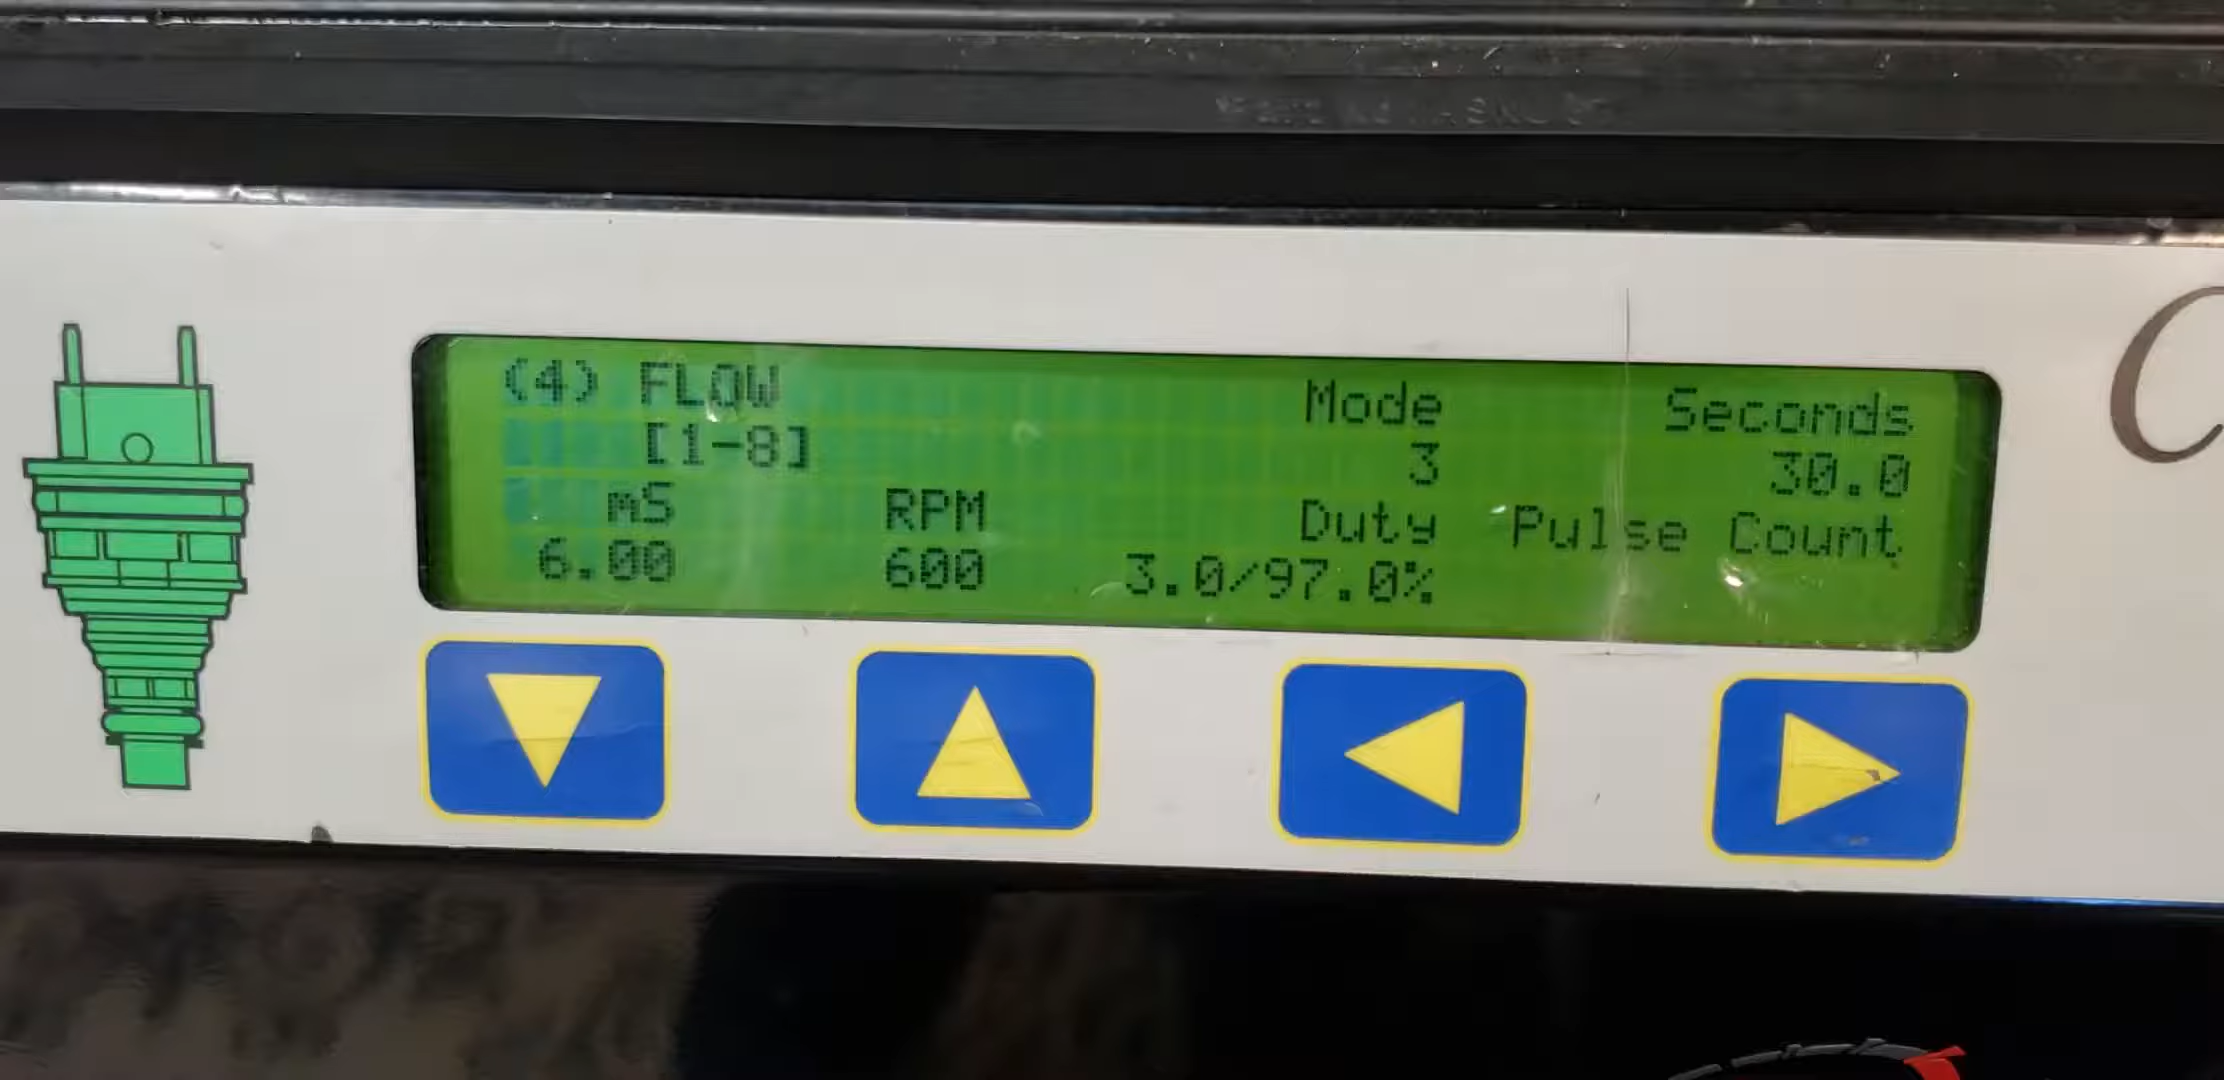 (4) FLOW Mode Seconds
[1-8] 3 30.0
mS RPM Duty Pulse Count
6.00 600 3.0/97.0%